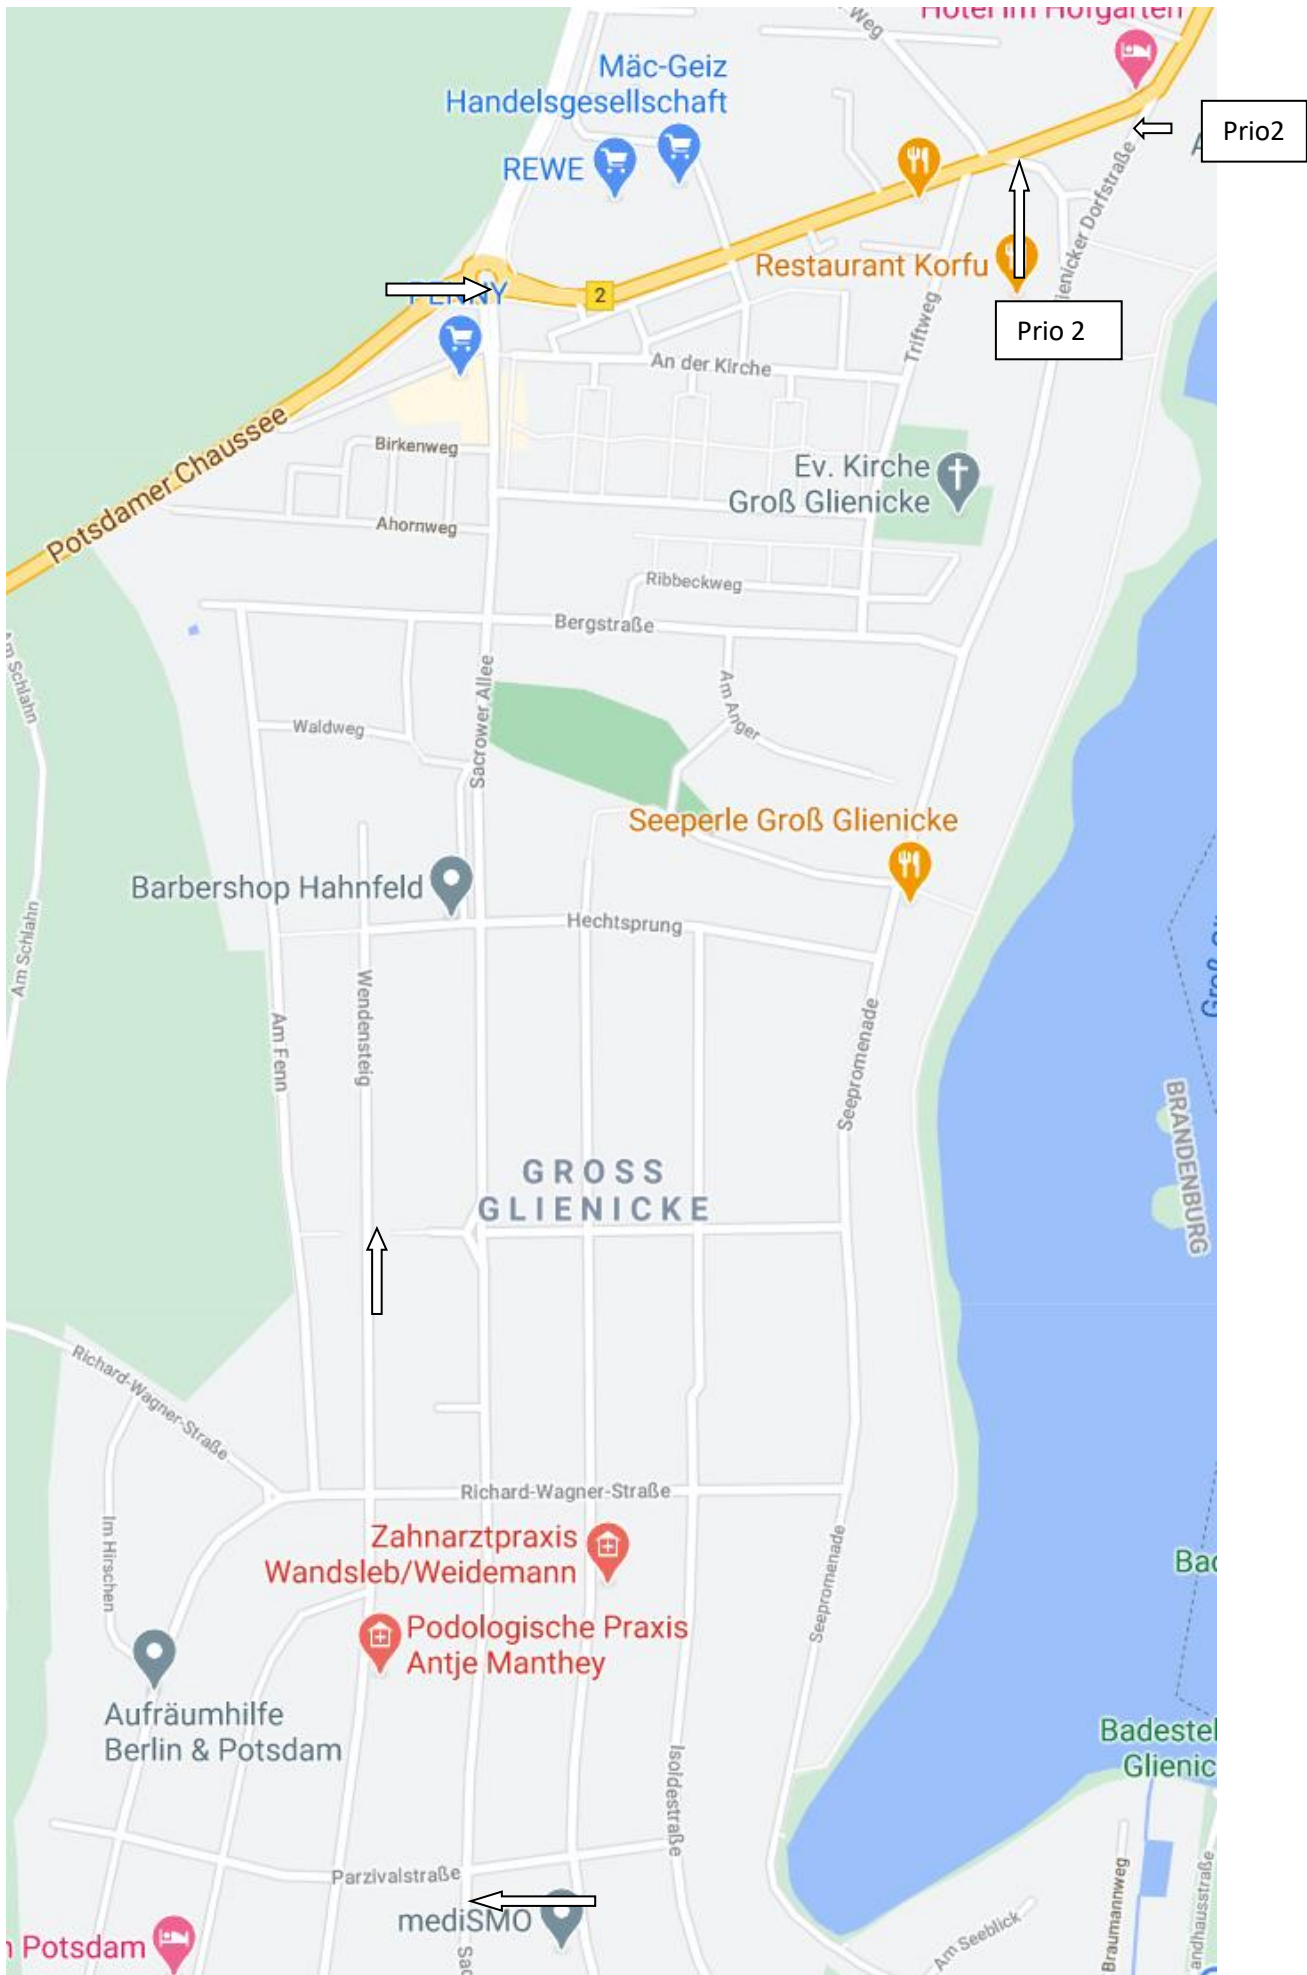 Weg
Hotel im Hofgarten
Mäc-Geiz
Handelsgesellschaft
Prio2
REWE
Restaurant Korfu
PENNY
2
Prio 2
Triftweg
An der Kirche
Potsdamer Chaussee
Birkenweg
Ev. Kirche
Groß Glienicke
Ahornweg
Ribbeckweg
Bergstraße
Am Schlahn
Sacrower Allee
Am Anger
Waldweg
Seeperle Groß Glienicke
Barbershop Hahnfeld
Hechtsprung
Am Schlahn
Wendensteig
Am Fenn
Seepromenade
BRANDENBURG
GROSS
GLIENICKE
Richard-Wagner-Straße
Richard-Wagner-Straße
Im Hirschen
Zahnarztpraxis
Wandsleb/Weidemann
Seepromenade
Podologische Praxis
Antje Manthey
Aufräumhilfe
Berlin & Potsdam
Isoldestraße
Badestel
Glienic
Parzivalstraße
mediSMO
Potsdam
Am Seeblick
Braumannweg
andhausstraße